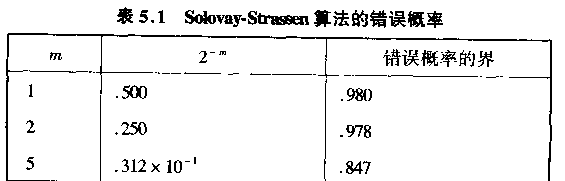 表 5.1 Solovay-Strassen 算法的错误概率
m 2⁻ᵐ 错误概率的界
1 .500 .980
2 .250 .978
5 .312 × 10⁻¹ .847